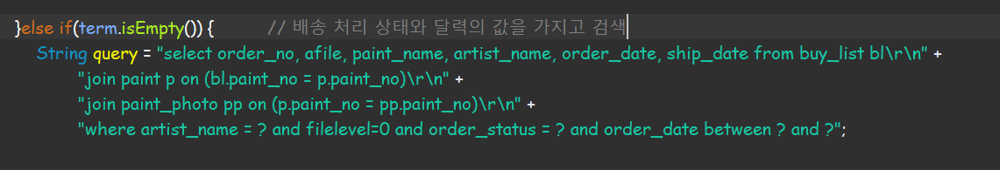 }else if(term.isEmpty()) {          // 배송 처리 상태와 달력의 값을 가지고 검색
String query = "select order_no, afile, paint_name, artist_name, order_date, ship_date from buy_list bl\r\n" +
"join paint p on (bl.paint_no = p.paint_no)\r\n" +
"join paint_photo pp on (p.paint_no = pp.paint_no)\r\n" +
"where artist_name = ? and filelevel=0 and order_status = ? and order_date between ? and ?";